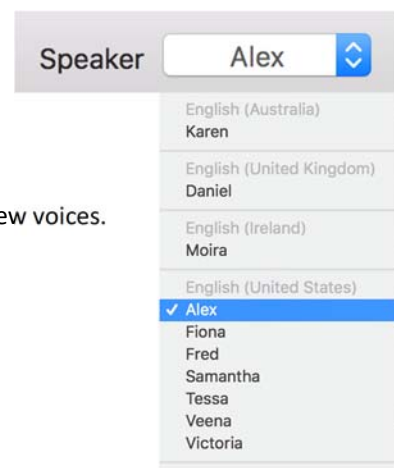 Speaker Alex
English (Australia)
Karen
English (United Kingdom)
Daniel
voices.
English (Ireland)
Moira
English (United States)
✓ Alex
Fiona
Fred
Samantha
Tessa
Veena
Victoria